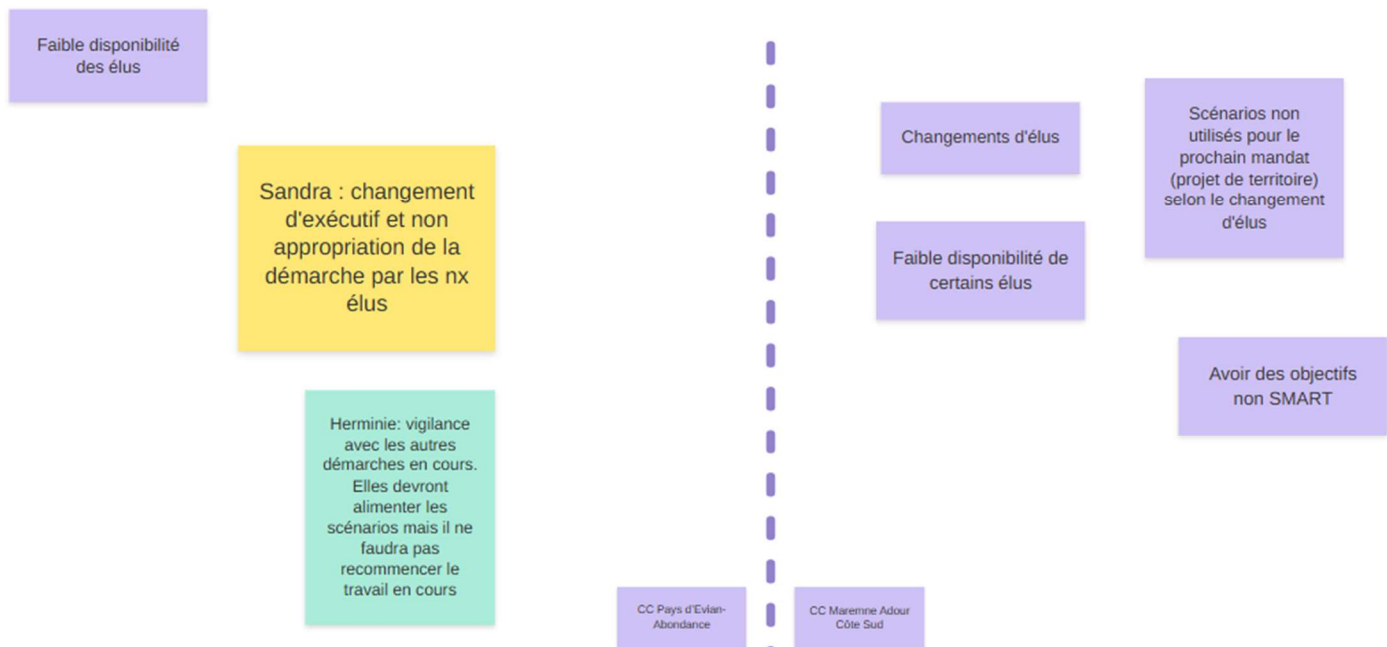 Faible disponibilité
des élus
Sandra : changement
d'exécutif et non
appropriation de la
démarche par les nx
élus
Herminie: vigilance
avec les autres
démarches en cours.
Elles devront
alimenter les
scénarios mais il ne
faudra pas
recommencer le
travail en cours
CC Pays d'Evian-
Abondance
Changements d'élus
Scénarios non
utilisés pour le
prochain mandat
(projet de territoire)
selon le changement
d'élus
Faible disponibilité de
certains élus
Avoir des objectifs
non SMART
CC Maremne Adour
Côte Sud